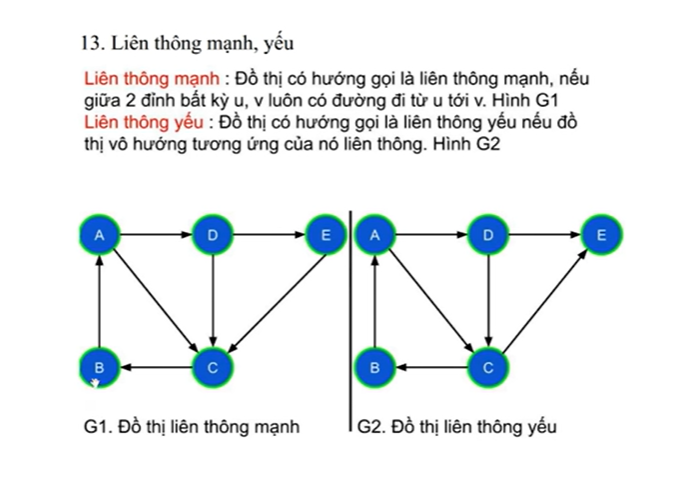 13. Liên thông mạnh, yếu
Liên thông mạnh : Đồ thị có hướng gọi là liên thông mạnh, nếu
giữa 2 đỉnh bất kỳ u, v luôn có đường đi từ u tới v. Hình G1
Liên thông yếu : Đồ thị có hướng gọi là liên thông yếu nếu đồ
thị vô hướng tương ứng của nó liên thông. Hình G2
A D E
B C
A D E
B C
G1. Đồ thị liên thông mạnh
G2. Đồ thị liên thông yếu